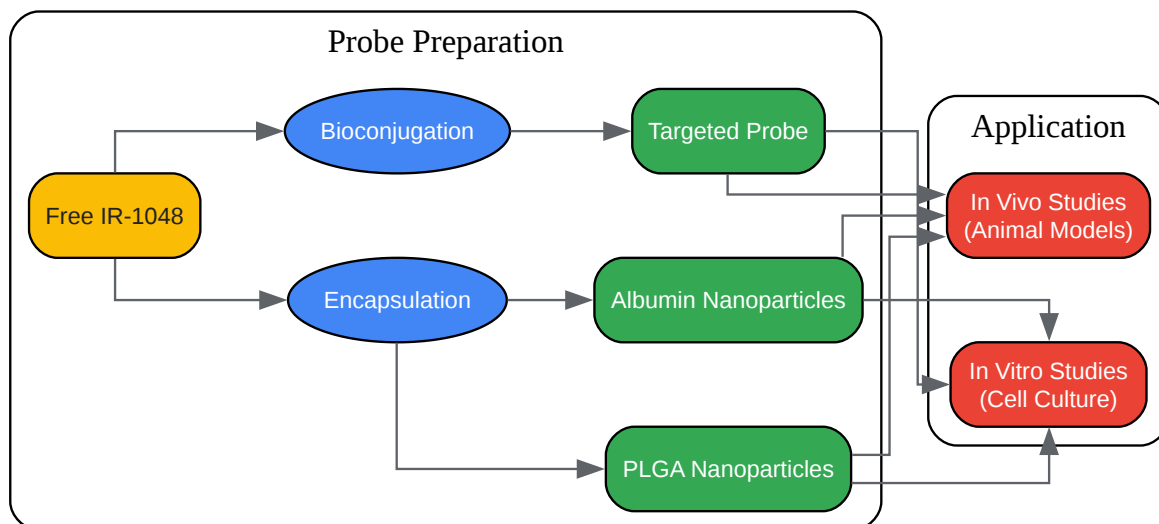 Probe Preparation
Bioconjugation
Targeted Probe
Application
Free IR-1048
In Vivo Studies
(Animal Models)
Encapsulation
Albumin Nanoparticles
In Vitro Studies
(Cell Culture)
PLGA Nanoparticles